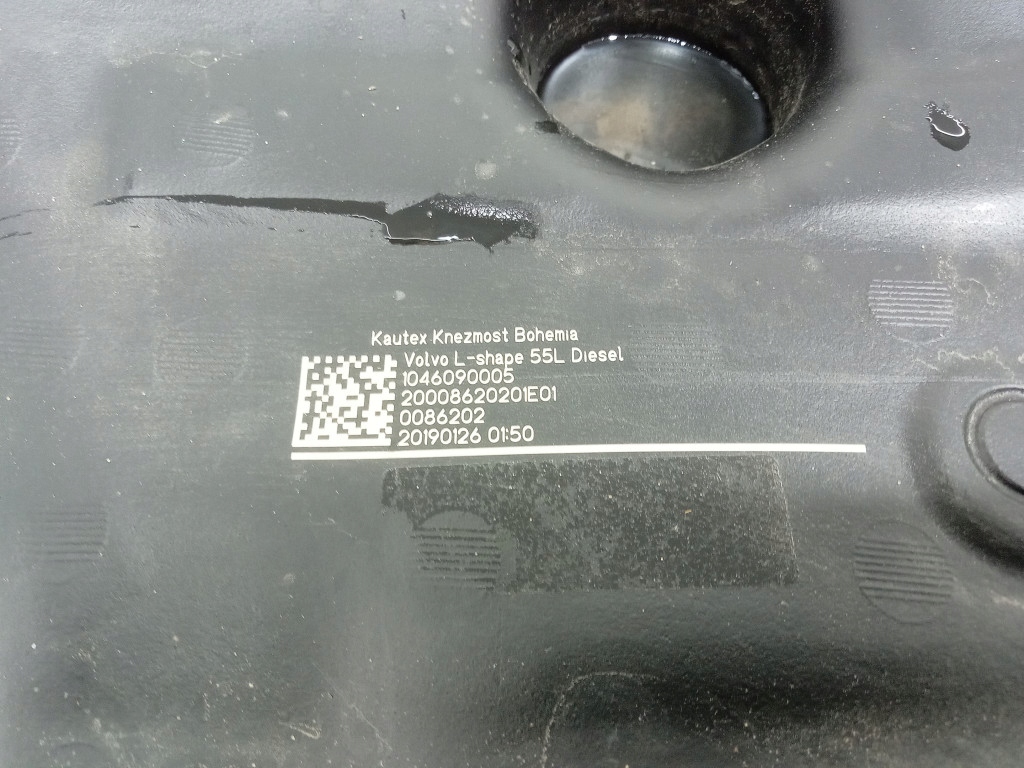 Kautex Knezmost Bohemia
Volvo L-shape 55L Diesel
1046090005
20008620201E01
0086202
20190126 01:50